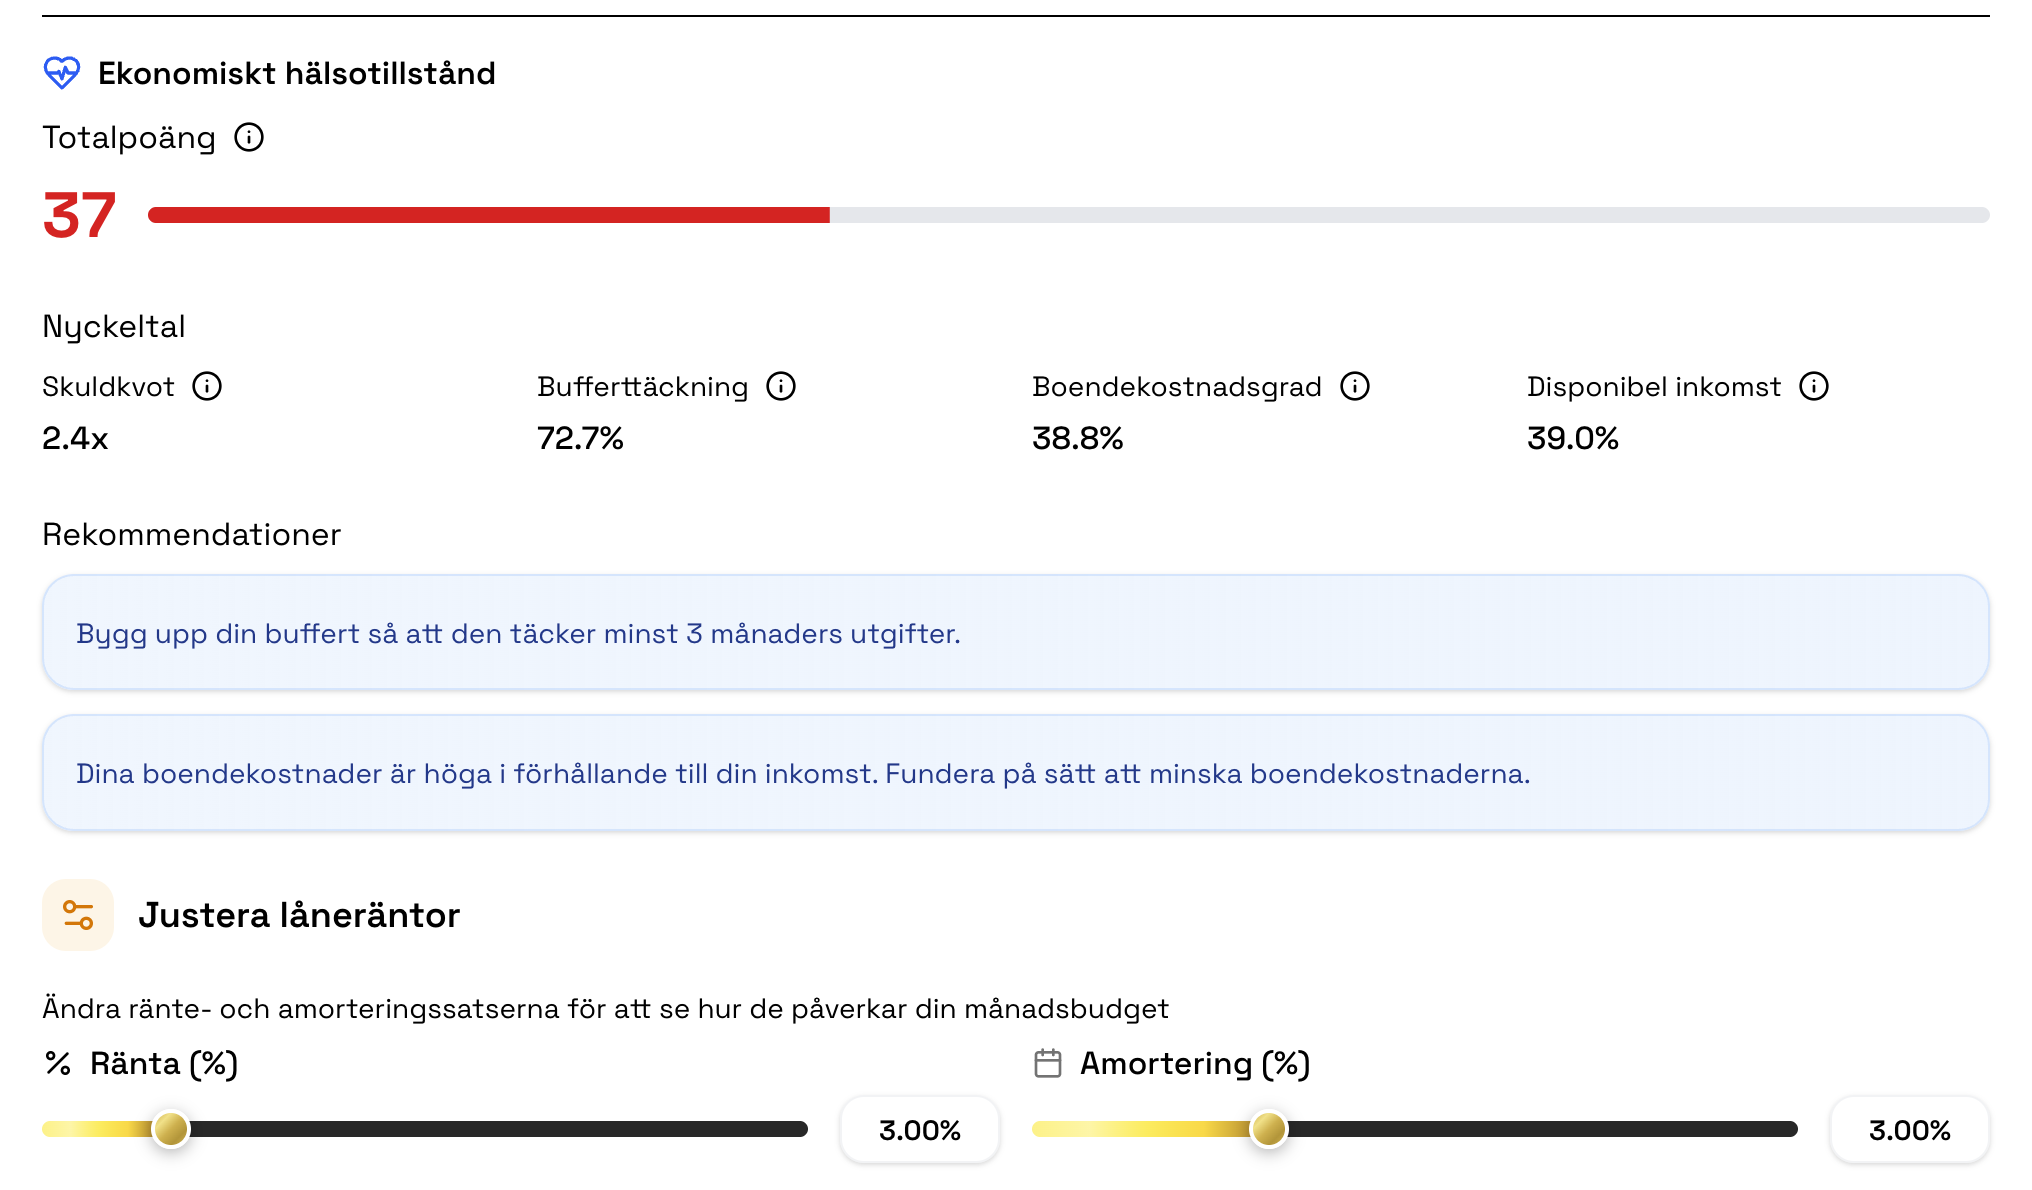 Ekonomiskt hälsotillstånd
Totalpoäng
37
Nyckeltal
Skuldkvot
Bufferttäckning
Boendekostnadsgrad
Disponibel inkomst
2.4x
72.7%
38.8%
39.0%
Rekommendationer
Bygg upp din buffert så att den täcker minst 3 månaders utgifter.
Dina boendekostnader är höga i förhållande till din inkomst. Fundera på sätt att minska boendekostnaderna.
Justera låneräntor
Ändra ränte- och amorteringssatserna för att se hur de påverkar din månadsbudget
% Ränta (%)
Amortering (%)
3.00%
3.00%